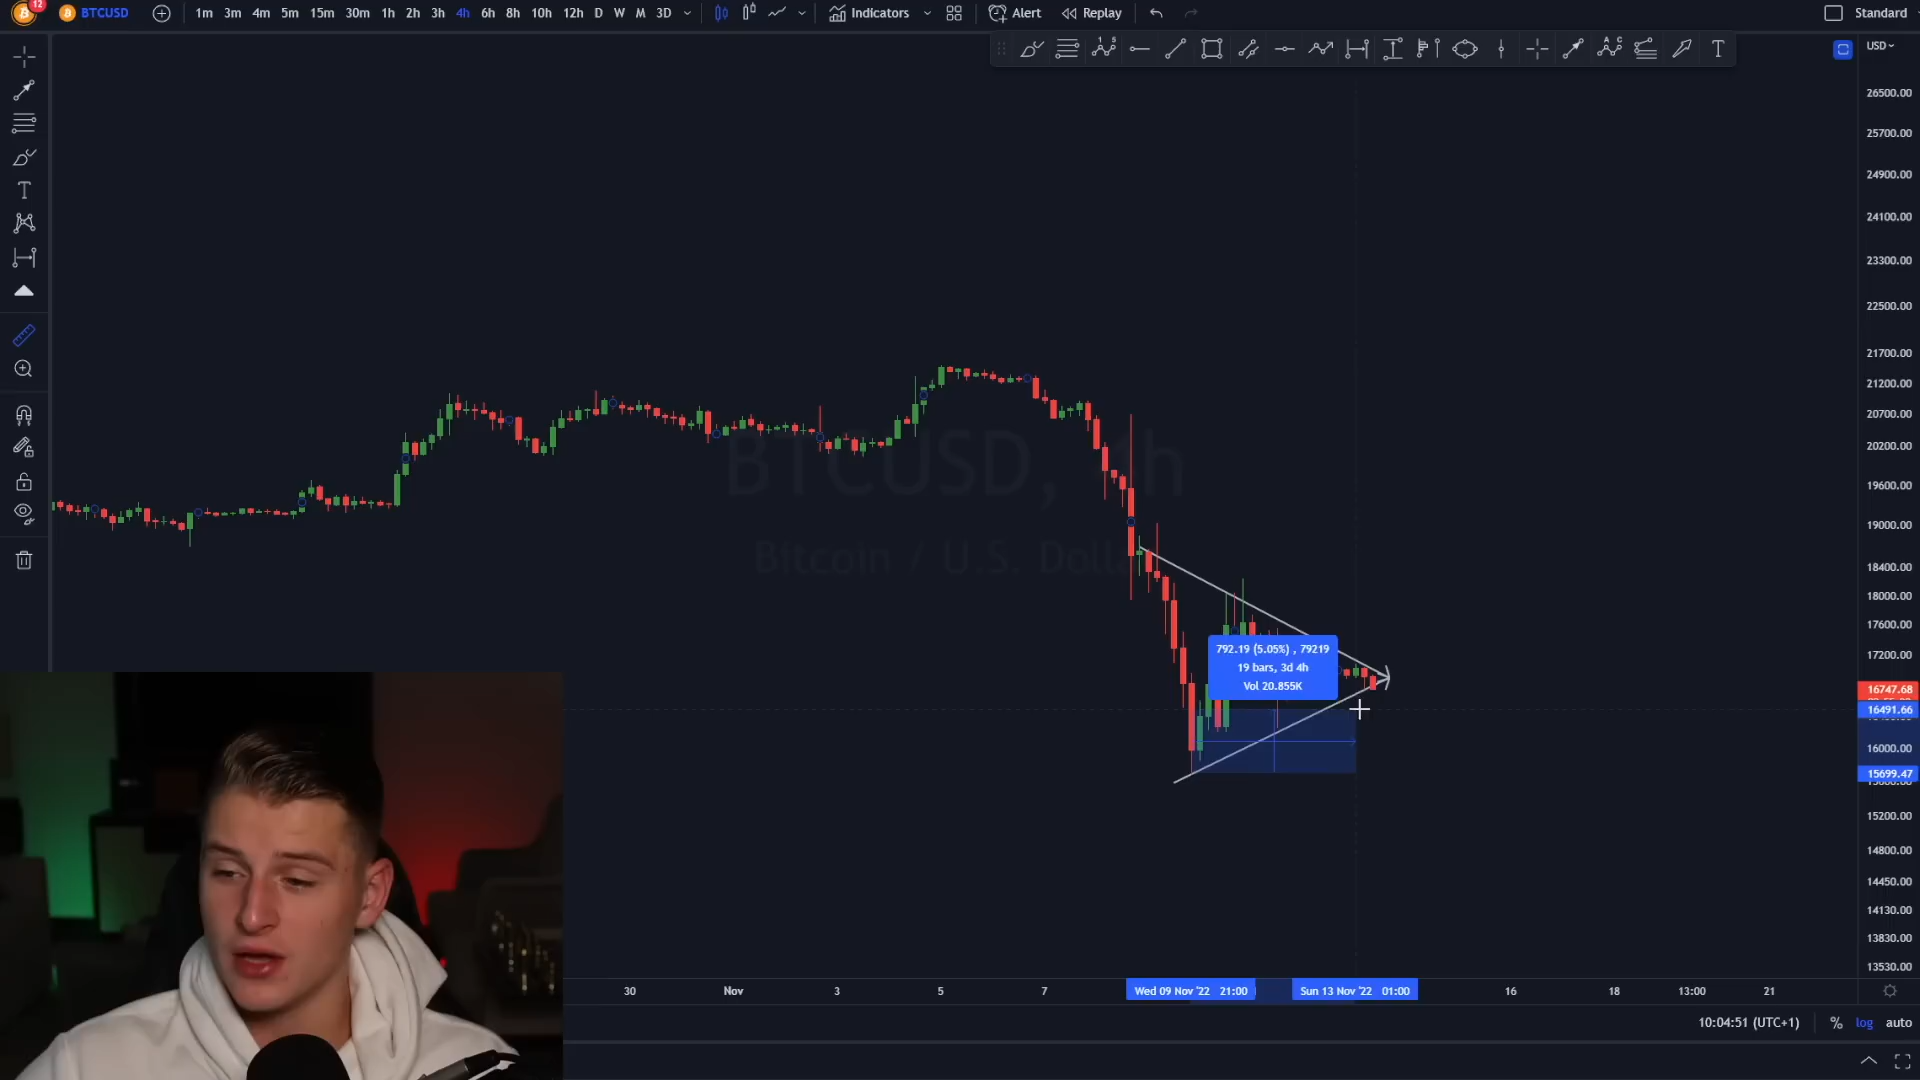 12
BTCUSD
1m 3m 4m 5m 15m 30m 1h 2h 3h 4h 6h 8h 10h 12h D W M 3D
Indicators
Alert
Replay
Standard
USD
26500.00
25700.00
24900.00
24100.00
23300.00
22500.00
21700.00
21200.00
20700.00
20200.00
19600.00
19000.00
18400.00
18000.00
17600.00
17200.00
16747.68
16491.66
16000.00
15699.47
15200.00
14800.00
14450.00
14130.00
13830.00
13530.00
BTCUSD, 4h
Bitcoin / U.S. Dollar
792.19 (5.05%) , 79219
19 bars, 3d 4h
Vol 20.855K
30 Nov 3 5 7 Wed 09 Nov '22 21:00 Sun 13 Nov '22 01:00 16 18 13:00 21
10:04:51 (UTC+1) % log auto